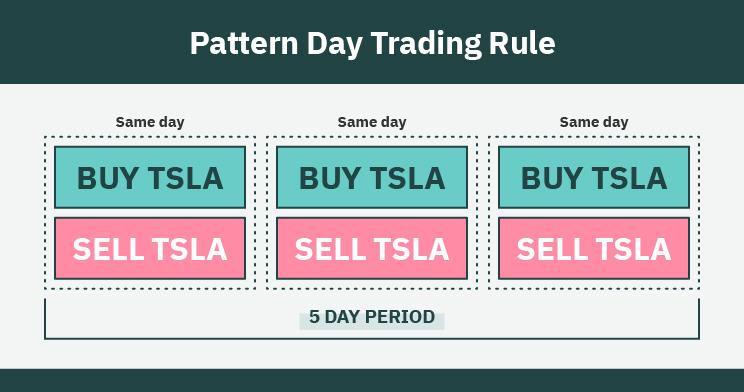 Pattern Day Trading Rule
Same day Same day Same day
BUY TSLA BUY TSLA BUY TSLA
SELL TSLA SELL TSLA SELL TSLA
5 DAY PERIOD